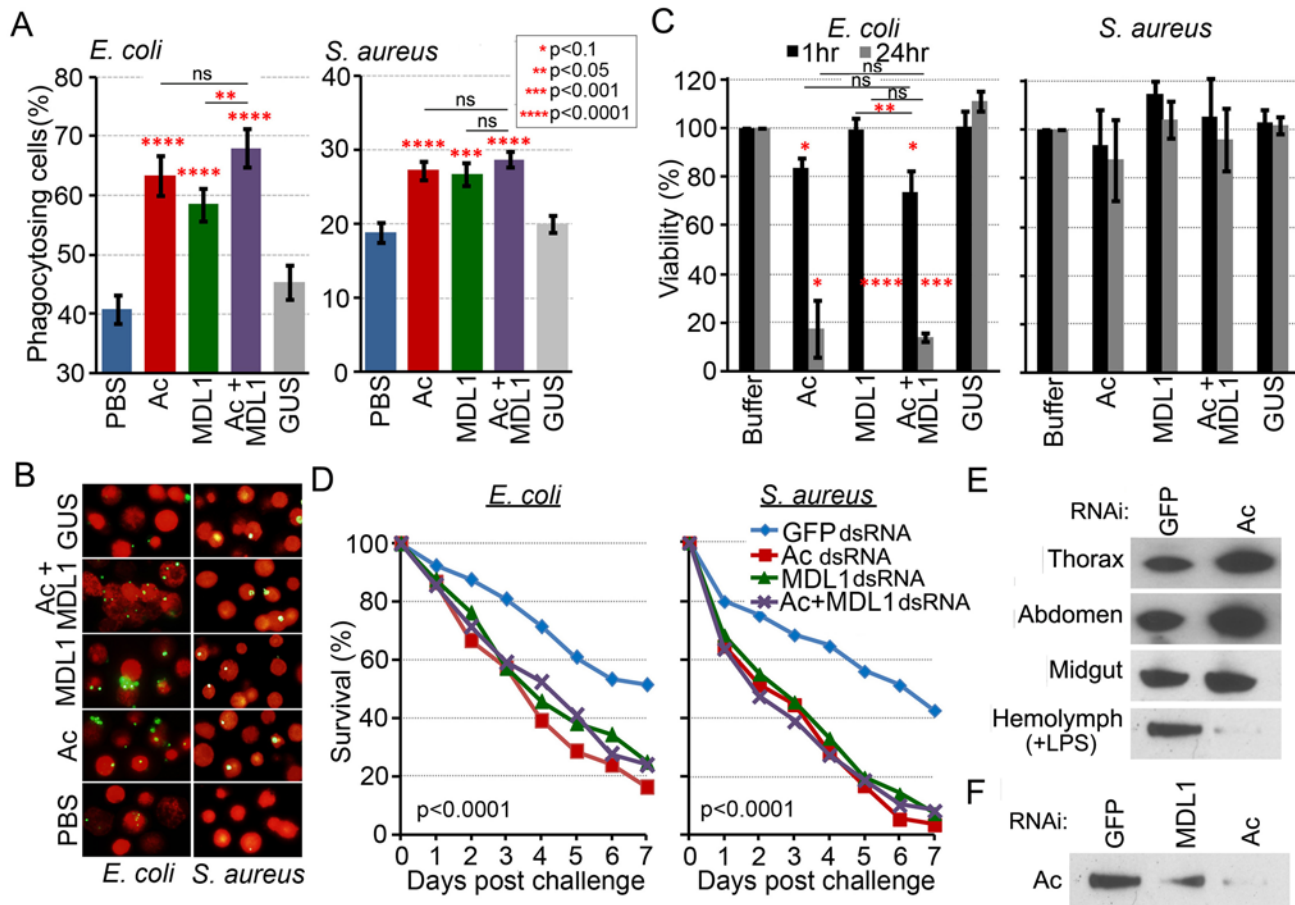 A
E. coli
Phagocytosing cells(%)
80
70
60
50
40
30
ns
**
****
****
****
PBS
Ac
MDL1
Ac +
MDL1
GUS
S. aureus
40
30
20
10
0
ns
ns
****
***
****
PBS
Ac
MDL1
Ac +
MDL1
GUS
* p<0.1
** p<0.05
*** p<0.001
**** p<0.0001
C
E. coli
1hr 24hr
Viability (%)
120
100
80
60
40
20
0
ns
ns
ns
**
*
*
*
****
***
Buffer
Ac
MDL1
Ac +
MDL1
GUS
S. aureus
Buffer
Ac
MDL1
Ac +
MDL1
GUS
B
GUS
Ac +
MDL1
MDL1
Ac
PBS
E. coli S. aureus
D
E. coli
Survival (%)
100
80
60
40
20
0
p<0.0001
0 1 2 3 4 5 6 7
Days post challenge
S. aureus
GFP dsRNA
Ac dsRNA
MDL1 dsRNA
Ac+MDL1 dsRNA
p<0.0001
0 1 2 3 4 5 6 7
Days post challenge
E
RNAi: GFP Ac
Thorax
Abdomen
Midgut
Hemolymph
(+LPS)
F
RNAi: GFP MDL1 Ac
Ac